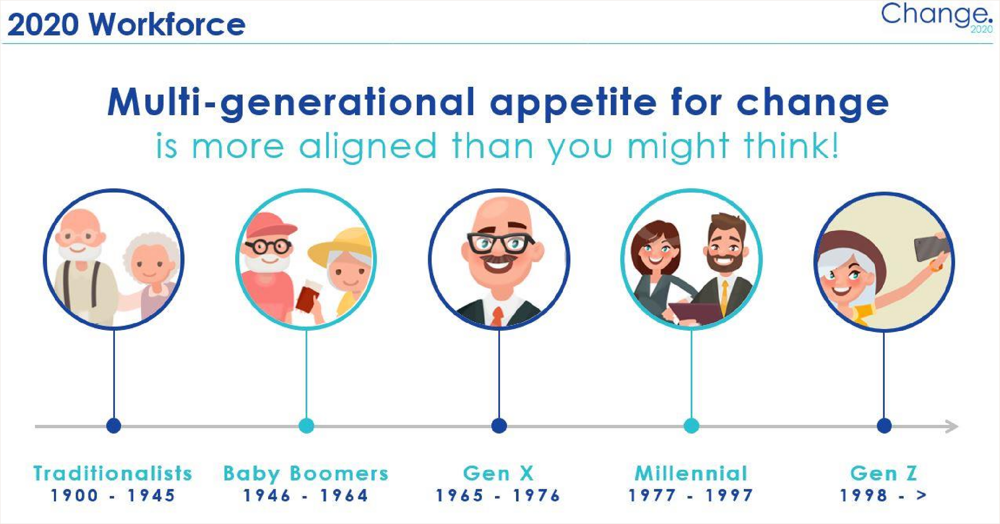 2020 Workforce
Change.
2020
Multi-generational appetite for change
is more aligned than you might think!
Traditionalists
1900 - 1945
Baby Boomers
1946 - 1964
Gen X
1965 - 1976
Millennial
1977 - 1997
Gen Z
1998 - >